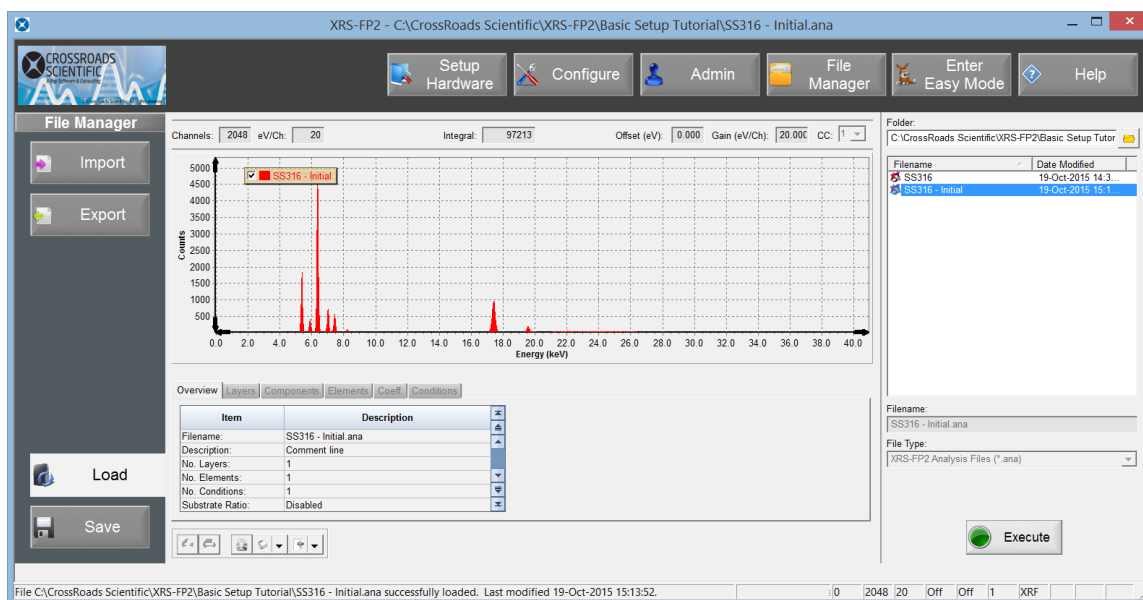 XRS-FP2 - C:\CrossRoads Scientific\XRS-FP2\Basic Setup Tutorial\SS316 - Initial.ana
CROSSROADS
SCIENTIFIC
Setup
Hardware
Configure
Admin
File
Manager
Enter
Easy Mode
Help
File Manager
Import
Export
Load
Save
Channels: 2048 eV/Ch: 20 Integral: 97213 Offset (eV): 0.000 Gain (eV/Ch): 20.000 CC: 1
SS316 - Initial
5000
4500
4000
3500
3000
2500
2000
1500
1000
500
Counts
0.0 2.0 4.0 6.0 8.0 10.0 12.0 14.0 16.0 18.0 20.0 22.0 24.0 26.0 28.0 30.0 32.0 34.0 36.0 38.0 40.0
Energy (keV)
Overview Layers Components Elements Coeff. Conditions
Item Description
Filename: SS316 - Initial.ana
Description: Comment line
No. Layers: 1
No. Elements: 1
No. Conditions: 1
Substrate Ratio: Disabled
Folder:
C:\CrossRoads Scientific\XRS-FP2\Basic Setup Tutor
Filename Date Modified
SS316 19-Oct-2015 14:3...
SS316 - Initial 19-Oct-2015 15:1...
Filename:
SS316 - Initial.ana
File Type:
XRS-FP2 Analysis Files (*.ana)
Execute
File C:\CrossRoads Scientific\XRS-FP2\Basic Setup Tutorial\SS316 - Initial.ana successfully loaded. Last modified 19-Oct-2015 15:13:52. :0 2048 20 Off Off 1 XRF